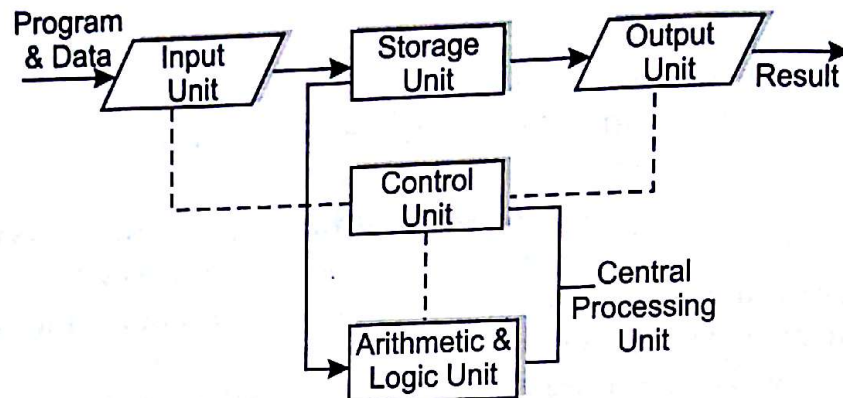 Program
& Data
Input
Unit
Storage
Unit
Output
Unit
Result
Control
Unit
Central
Processing
Unit
Arithmetic &
Logic Unit